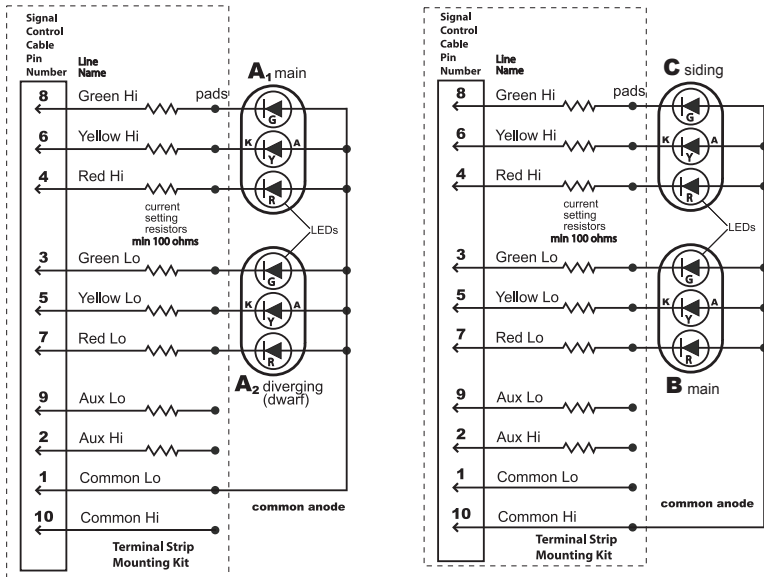 Signal
Control
Cable
Pin
Number
Line
Name
A1 main
8 Green Hi
pads
G
6 Yellow Hi
K A
Y
4 Red Hi
R
current
setting
resistors
min 100 ohms
LEDs
3 Green Lo
G
5 Yellow Lo
K A
Y
7 Red Lo
R
A2 diverging
(dwarf)
9 Aux Lo
2 Aux Hi
1 Common Lo
common anode
10 Common Hi
Terminal Strip
Mounting Kit
Signal
Control
Cable
Pin
Number
Line
Name
C siding
8 Green Hi
pads
G
6 Yellow Hi
K A
Y
4 Red Hi
R
current
setting
resistors
min 100 ohms
LEDs
3 Green Lo
G
5 Yellow Lo
K A
Y
7 Red Lo
R
B main
9 Aux Lo
2 Aux Hi
1 Common Lo
common anode
10 Common Hi
Terminal Strip
Mounting Kit